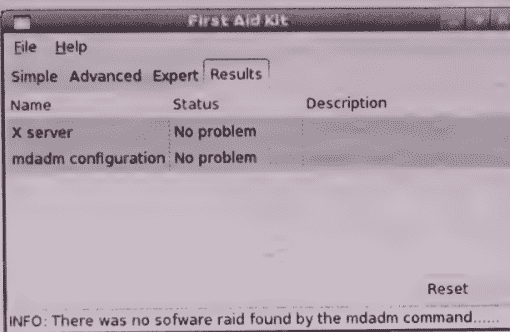 First Aid Kit
File Help
Simple Advanced Expert Results
Name Status Description
X server No problem
mdadm configuration No problem
Reset
INFO: There was no sofware raid found by the mdadm command......